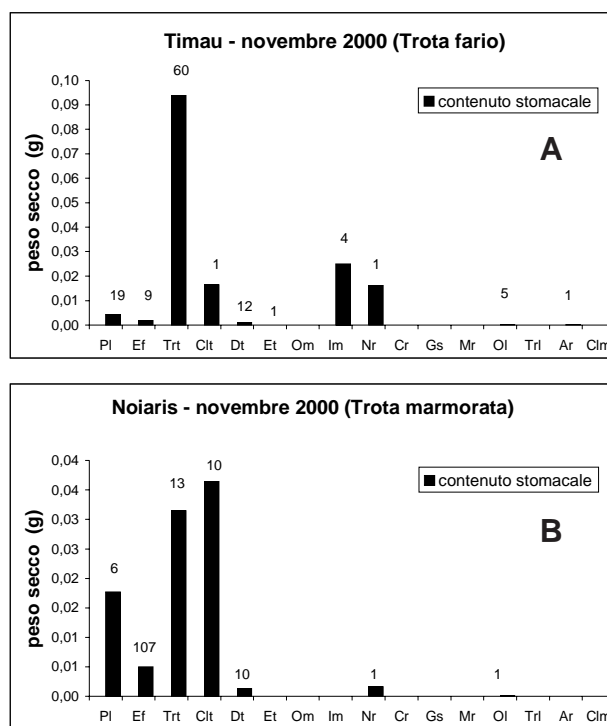 Timau - novembre 2000 (Trota fario)
contenuto stomacale
A
peso secco (g)
0,10
0,09
0,08
0,07
0,06
0,05
0,04
0,03
0,02
0,01
0,00
19 9 60 1 12 1 4 1 5 1
Pl Ef Trt Clt Dt Et Om Im Nr Cr Gs Mr Ol Trl Ar Clm
Noiaris - novembre 2000 (Trota marmorata)
contenuto stomacale
B
peso secco (g)
0,04
0,04
0,03
0,03
0,02
0,02
0,01
0,01
0,00
6 107 13 10 10 1 1
Pl Ef Trt Clt Dt Et Om Im Nr Cr Gs Mr Ol Trl Ar Clm